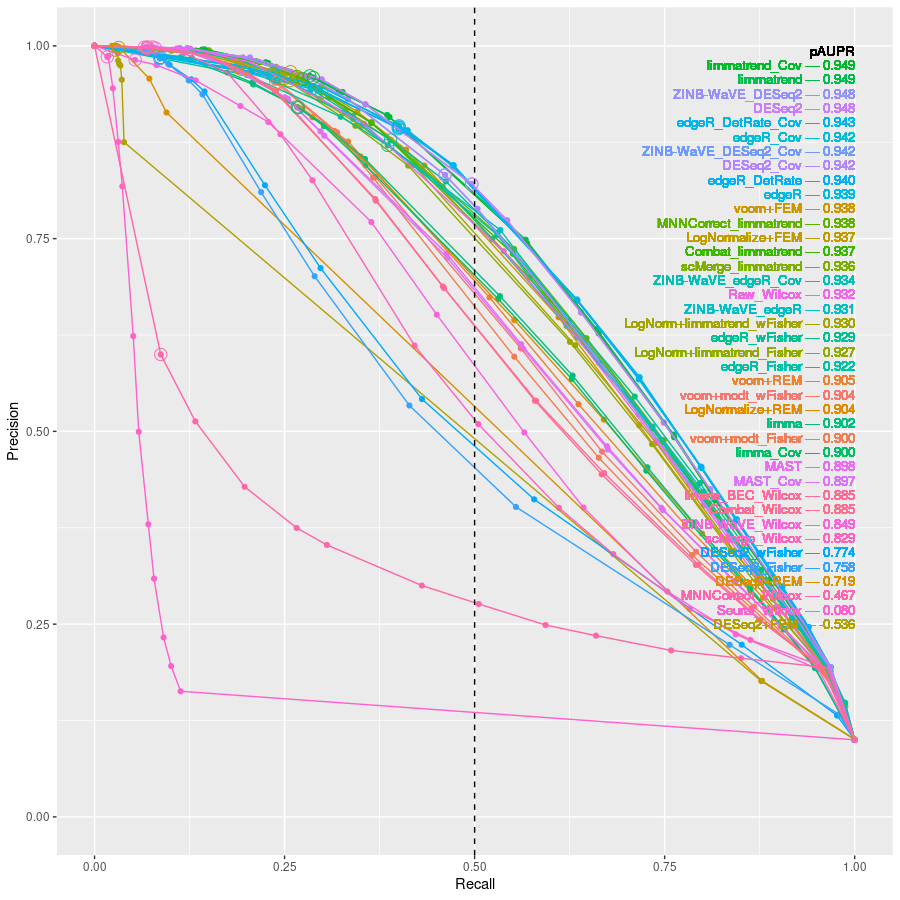 pAUPR
limmatrend_Cov — 0.949
limmatrend — 0.949
ZINB-WaVE_DESeq2 — 0.948
DESeq2 — 0.948
edgeR_DetRate_Cov — 0.943
edgeR_Cov — 0.942
ZINB-WaVE_DESeq2_Cov — 0.942
DESeq2_Cov — 0.942
edgeR_DetRate — 0.940
edgeR — 0.939
voom+FEM — 0.938
MNNCorrect_limmatrend — 0.938
LogNormalize+FEM — 0.937
Combat_limmatrend — 0.937
scMerge_limmatrend — 0.936
ZINB-WaVE_edgeR_Cov — 0.934
Raw_Wilcox — 0.932
ZINB-WaVE_edgeR — 0.931
LogNorm+limmatrend_wFisher — 0.930
edgeR_wFisher — 0.929
LogNorm+limmatrend_Fisher — 0.927
edgeR_Fisher — 0.922
voom+REM — 0.905
voom+modt_wFisher — 0.904
LogNormalize+REM — 0.904
limma — 0.902
voom+modt_Fisher — 0.900
limma_Cov — 0.900
MAST — 0.898
MAST_Cov — 0.897
limma_BEC_Wilcox — 0.885
Combat_Wilcox — 0.885
ZINB-WaVE_Wilcox — 0.849
scMerge_Wilcox — 0.829
DESeq2_wFisher — 0.774
DESeq2_Fisher — 0.758
DESeq2+REM — 0.719
MNNCorrect_Wilcox — 0.467
Seurat_Wilcox — 0.080
DESeq2+FEM — -0.536
1.00
0.75
0.50
0.25
0.00
Precision
0.00 0.25 0.50 0.75 1.00
Recall